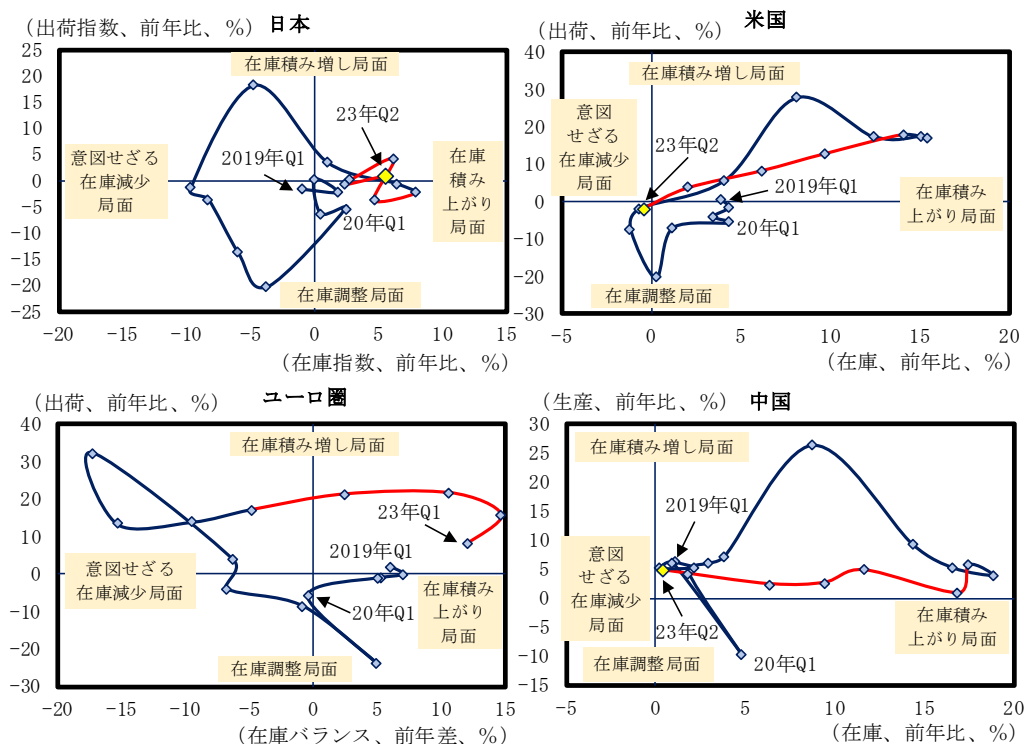 （出荷指数、前年比、%） 日本
25
20
15
10
5
0
−5
−10
−15
−20
−25
−20 −15 −10 −5 0 5 10 15
（在庫指数、前年比、%）
在庫積み増し局面
23年Q2
2019年Q1
意図せざる
在庫減少
局面
在庫
積み
上がり
局面
20年Q1
在庫調整局面
（出荷、前年比、%） 米国
40
30
20
10
0
−10
−20
−30
−5 0 5 10 15 20
（在庫、前年比、%）
在庫積み増し局面
意図
せざる
在庫減少
局面
23年Q2
2019年Q1
20年Q1
在庫積み
上がり局面
在庫調整局面
（出荷、前年比、%） ユーロ圏
40
30
20
10
0
−10
−20
−30
−20 −15 −10 −5 0 5 10 15
（在庫バランス、前年差、%）
在庫積み増し局面
23年Q1
2019年Q1
意図せざる
在庫減少局面
20年Q1
在庫積み
上がり
局面
在庫調整局面
（生産、前年比、%） 中国
30
25
20
15
10
5
0
−5
−10
−15
−5 0 5 10 15 20
（在庫、前年比、%）
在庫積み増し局面
2019年Q1
意図
せざる
在庫減少
局面
23年Q2
在庫積み
上がり局面
在庫調整局面
20年Q1